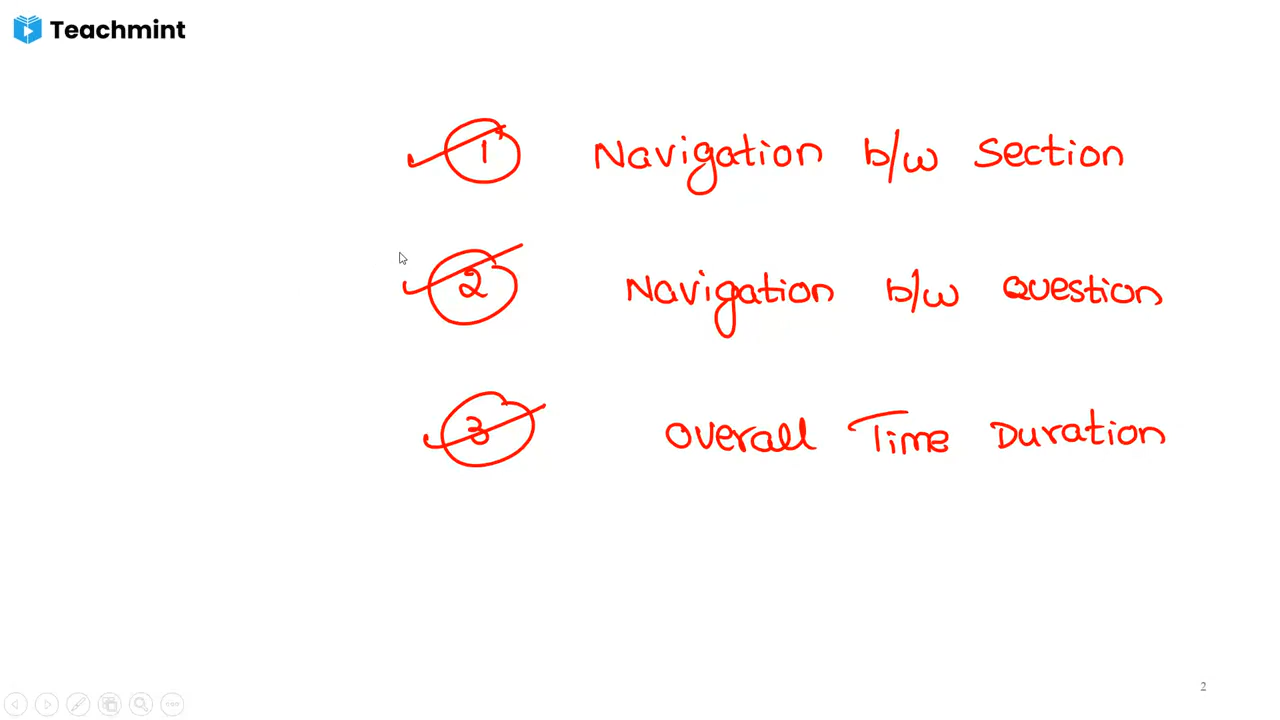 Teachmint
1 Navigation b/w Section
2 Navigation b/w Question
3 Overall Time Duration
2